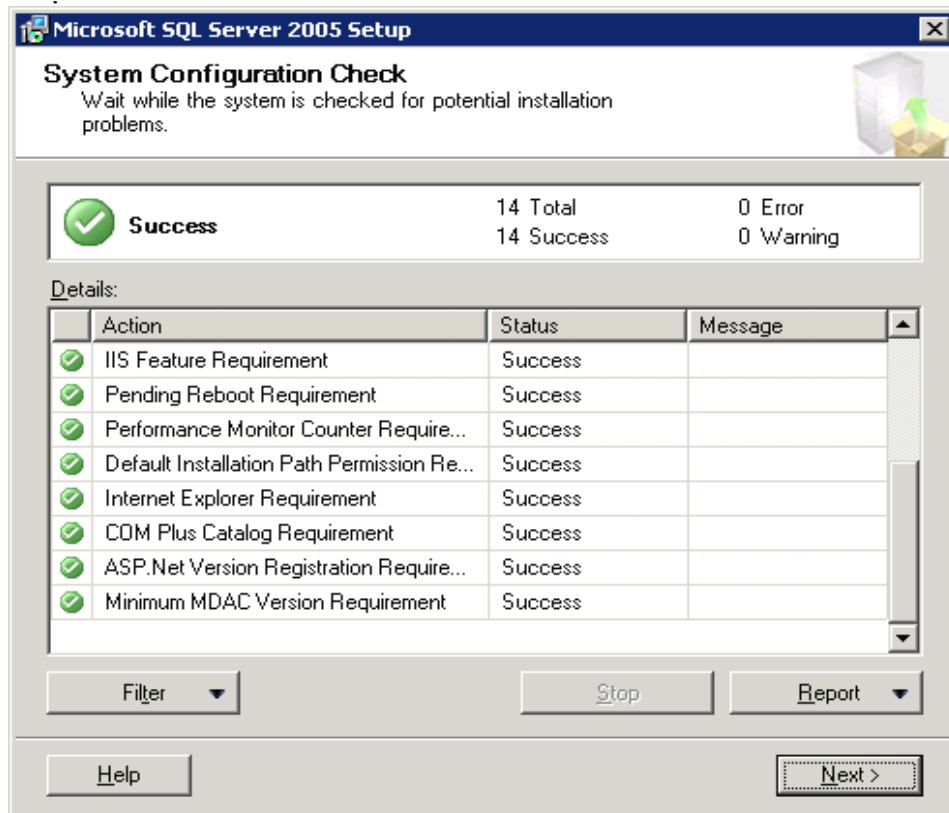 Microsoft SQL Server 2005 Setup
System Configuration Check
Wait while the system is checked for potential installation
problems.
Success
14 Total
0 Error
14 Success
0 Warning
Details:
Action Status Message
IIS Feature Requirement Success
Pending Reboot Requirement Success
Performance Monitor Counter Require... Success
Default Installation Path Permission Re... Success
Internet Explorer Requirement Success
COM Plus Catalog Requirement Success
ASP.Net Version Registration Require... Success
Minimum MDAC Version Requirement Success
Filter Stop Report
Help Next >